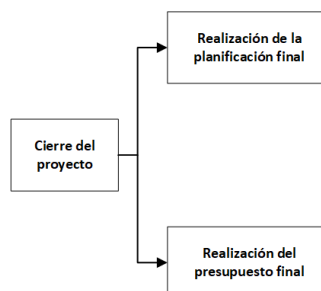 Realización de la
planificación final
Cierre del
proyecto
Realización del
presupuesto final